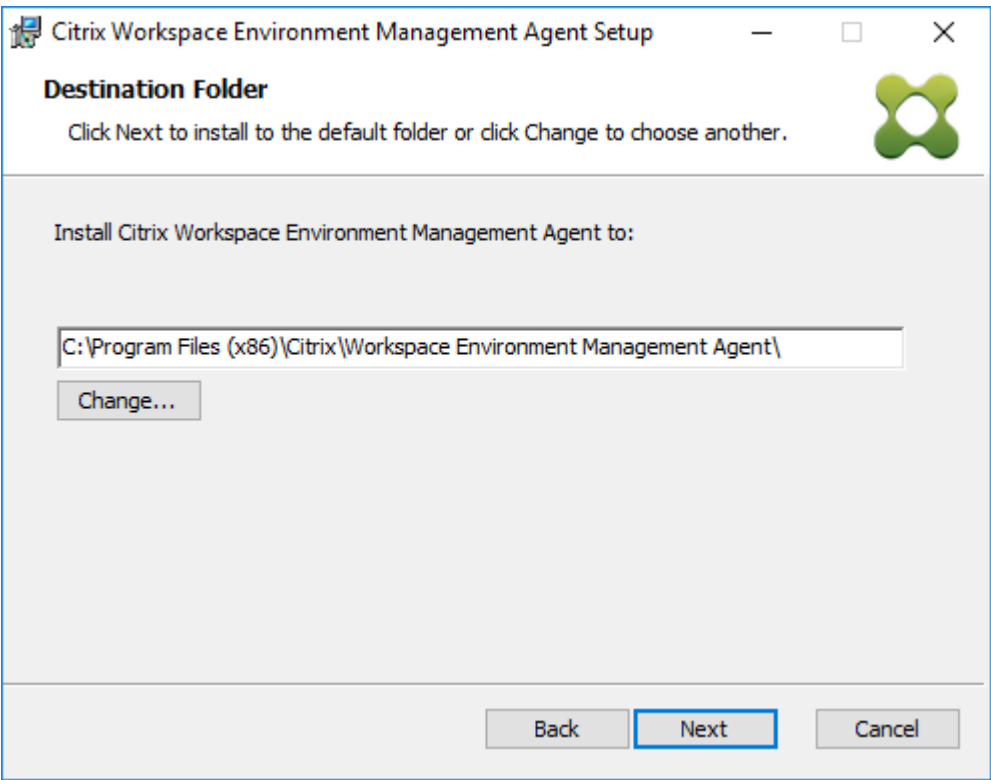 Citrix Workspace Environment Management Agent Setup
Destination Folder
Click Next to install to the default folder or click Change to choose another.
Install Citrix Workspace Environment Management Agent to:
C:\Program Files (x86)\Citrix\Workspace Environment Management Agent\
Change...
Back Next Cancel